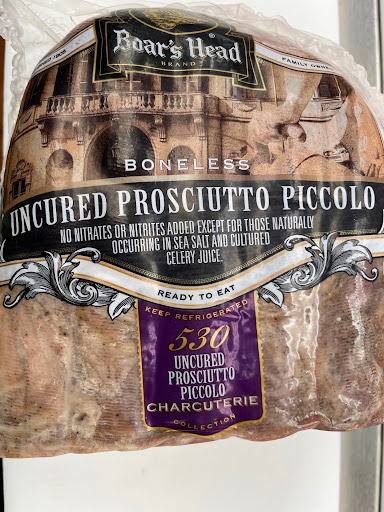 Boar's Head
BRAND
1905
FAMILY OWNED
BONELESS
UNCURED PROSCIUTTO PICCOLO
NO NITRATES OR NITRITES ADDED EXCEPT FOR THOSE NATURALLY
OCCURRING IN SEA SALT AND CULTURED
CELERY JUICE.
READY TO EAT
KEEP REFRIGERATED
530
UNCURED
PROSCIUTTO
PICCOLO
CHARCUTERIE
COLLECTION